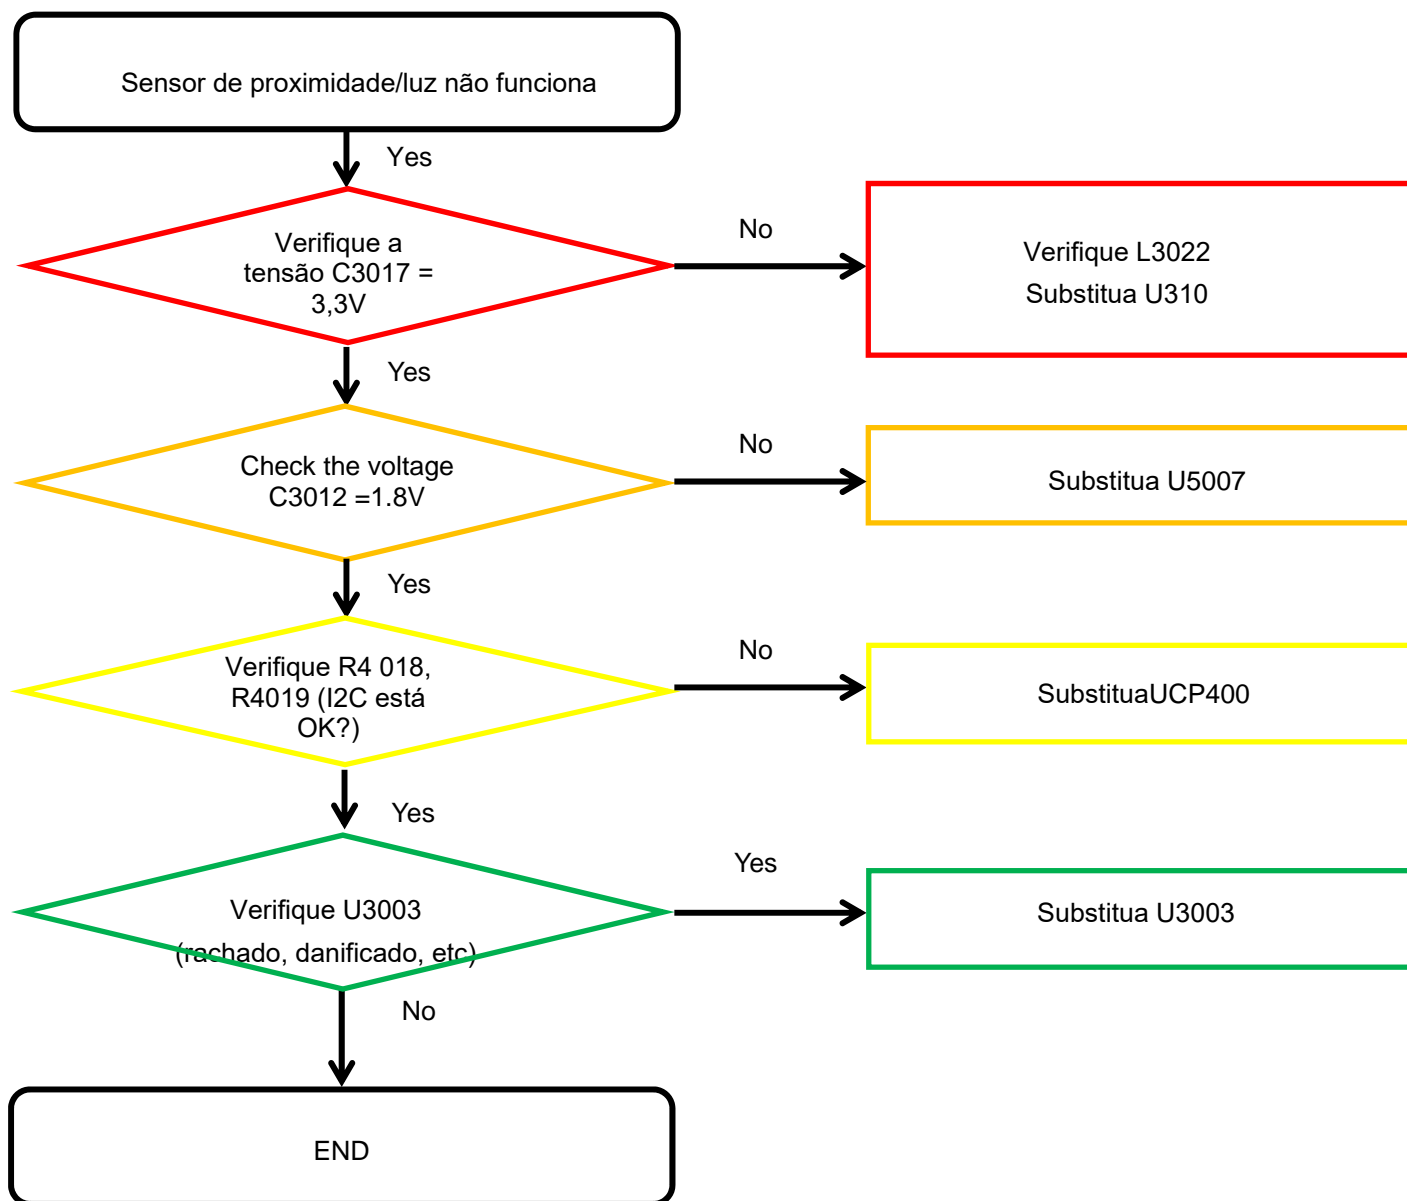 Sensor de proximidade/luz não funciona
Yes
Verifique a
tensão C3017 =
3,3V
No
Verifique L3022
Substitua U310
Yes
Check the voltage
C3012 =1.8V
No
Substitua U5007
Yes
Verifique R4 018,
R4019 (I2C está
OK?)
No
SubstituaUCP400
Yes
Verifique U3003
(rachado, danificado, etc)
Yes
Substitua U3003
No
END